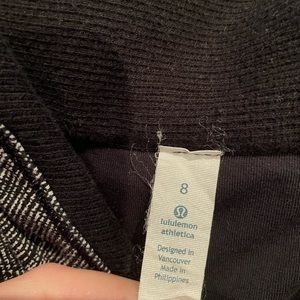 8
lululemon
athletica
Designed in
Vancouver
Made in
Philippines